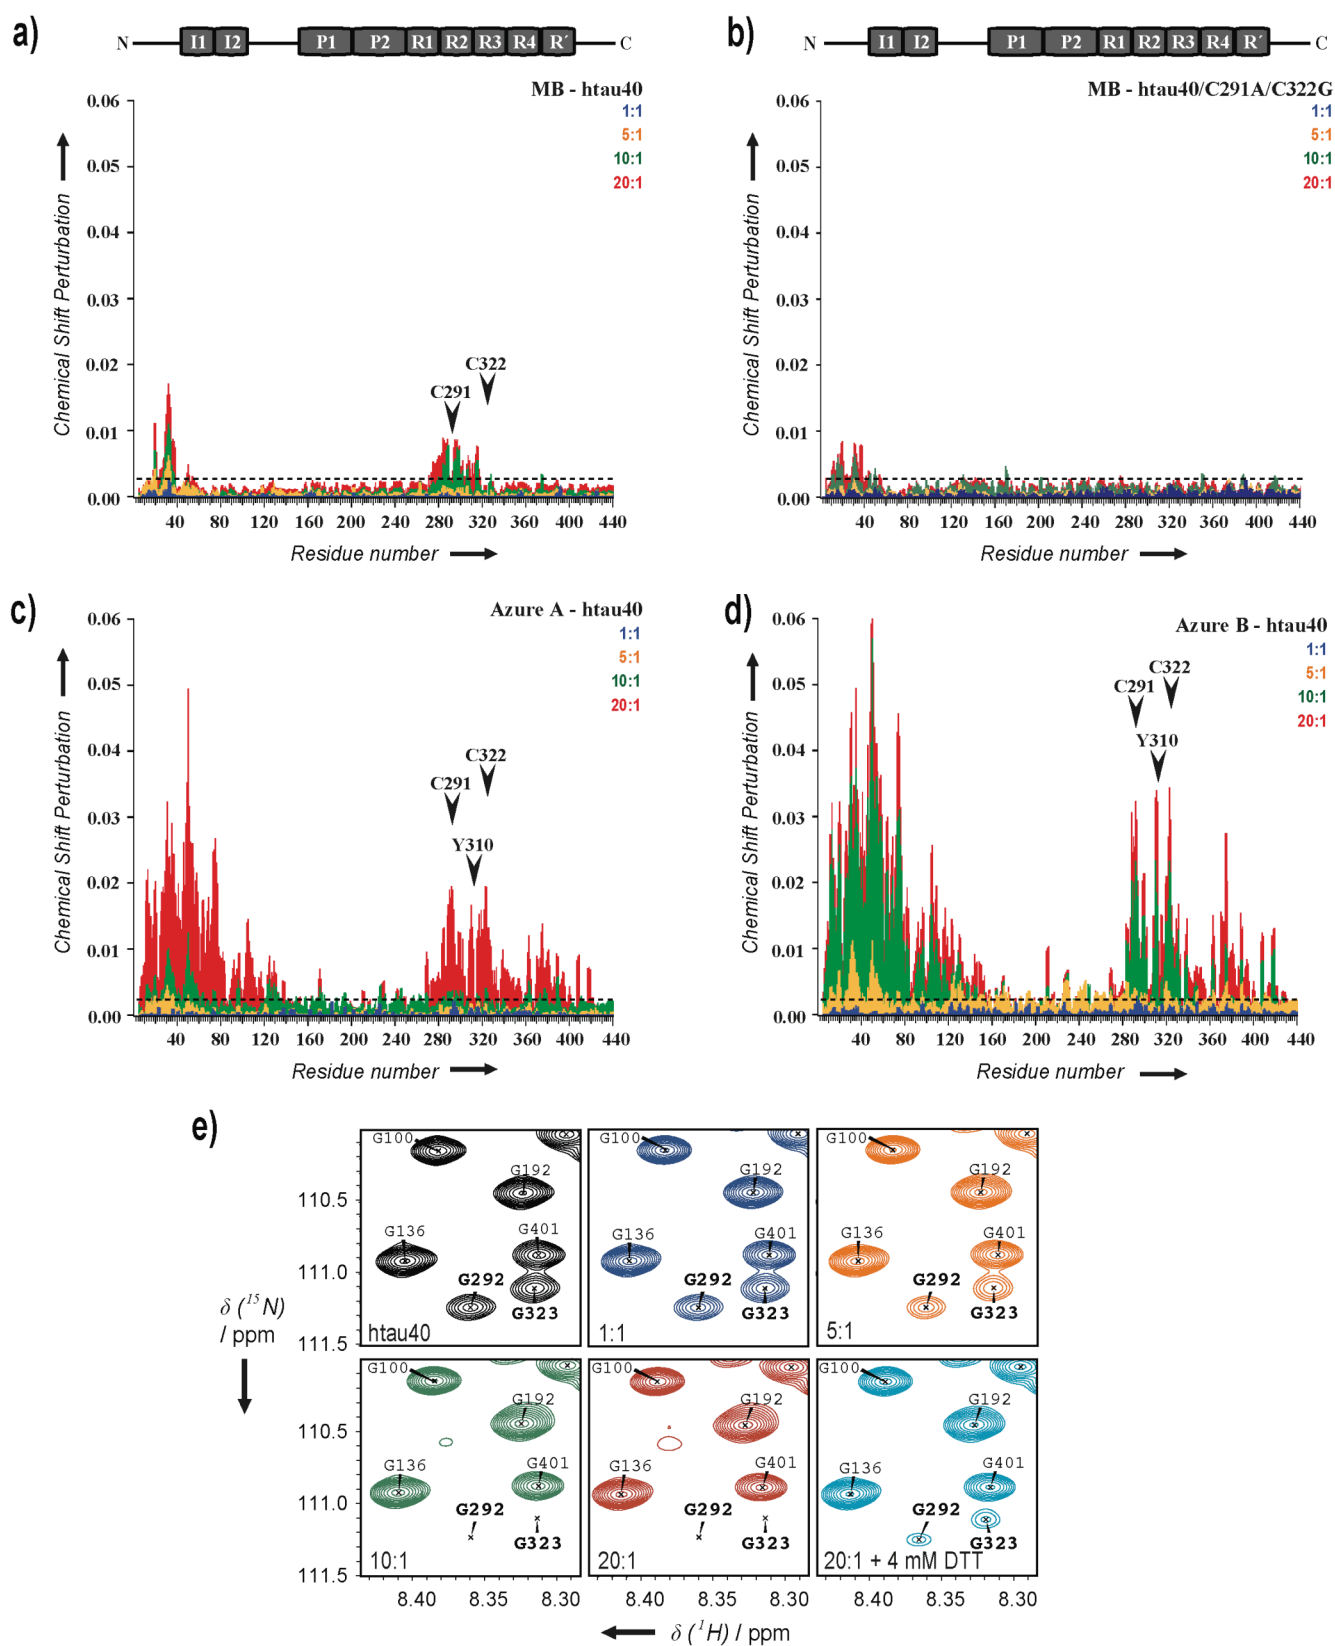 a)
N I1 I2 P1 P2 R1 R2 R3 R4 R´ C
MB - htau40
1:1
5:1
10:1
20:1
Chemical Shift Perturbation
0.06
0.05
0.04
0.03
0.02
0.01
0.00
C322
C291
40 80 120 160 200 240 280 320 360 400 440
Residue number
b)
N I1 I2 P1 P2 R1 R2 R3 R4 R´ C
MB - htau40/C291A/C322G
1:1
5:1
10:1
20:1
Chemical Shift Perturbation
0.06
0.05
0.04
0.03
0.02
0.01
0.00
40 80 120 160 200 240 280 320 360 400 440
Residue number
c)
Azure A - htau40
1:1
5:1
10:1
20:1
Chemical Shift Perturbation
0.06
0.05
0.04
0.03
0.02
0.01
0.00
C322
C291
Y310
40 80 120 160 200 240 280 320 360 400 440
Residue number
d)
Azure B - htau40
1:1
5:1
10:1
20:1
Chemical Shift Perturbation
0.06
0.05
0.04
0.03
0.02
0.01
0.00
C322
C291
Y310
40 80 120 160 200 240 280 320 360 400 440
Residue number
e)
δ (¹⁵N)
/ ppm
110.5
111.0
111.5
G100
G192
G136 G401
G292
G323
htau40
G100
G192
G136 G401
G292
G323
1:1
G100
G192
G136 G401
G292
G323
5:1
110.5
111.0
111.5
G100
G192
G136 G401
G292
G323
10:1
G100
G192
G136 G401
G292
G323
20:1
G100
G192
G136 G401
G292
G323
20:1 + 4 mM DTT
8.40 8.35 8.30 8.40 8.35 8.30 8.40 8.35 8.30
δ (¹H) / ppm